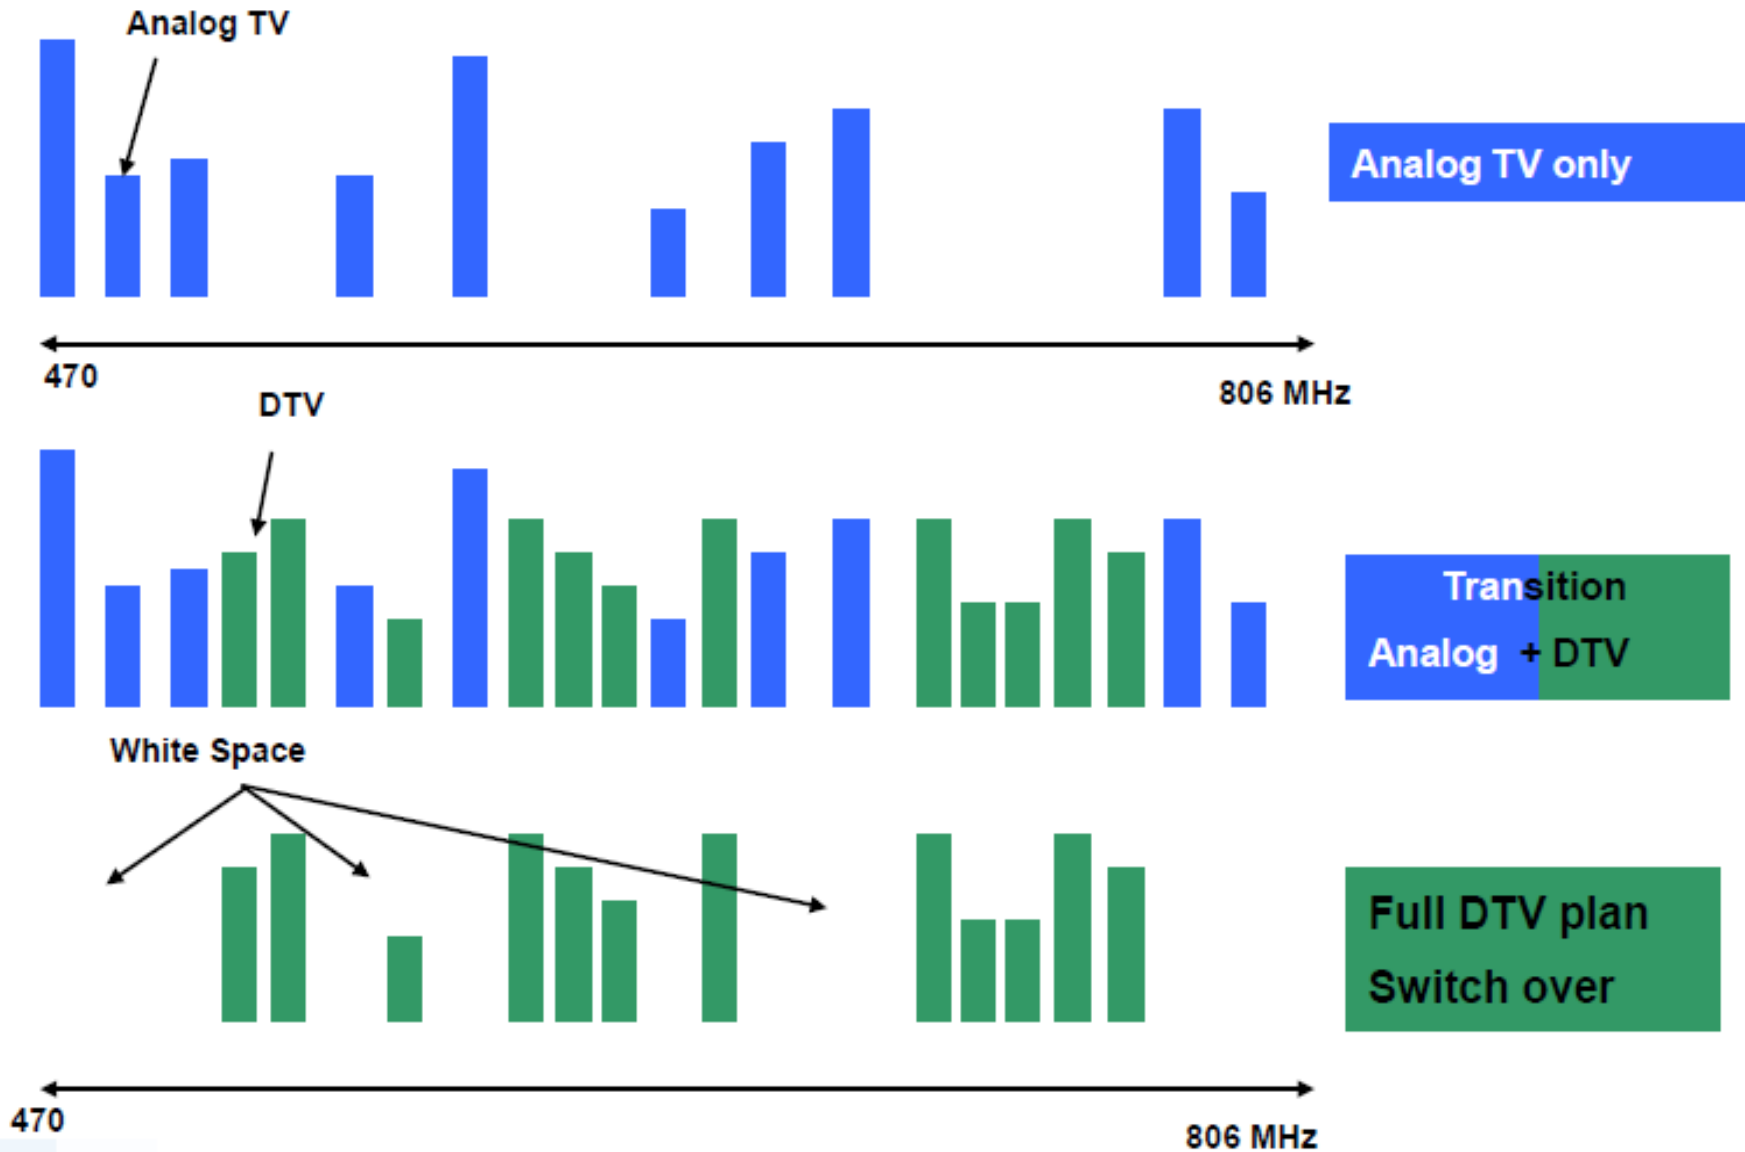 Analog TV
Analog TV only
470
806 MHz
DTV
Transition
Analog + DTV
White Space
Full DTV plan
Switch over
470
806 MHz